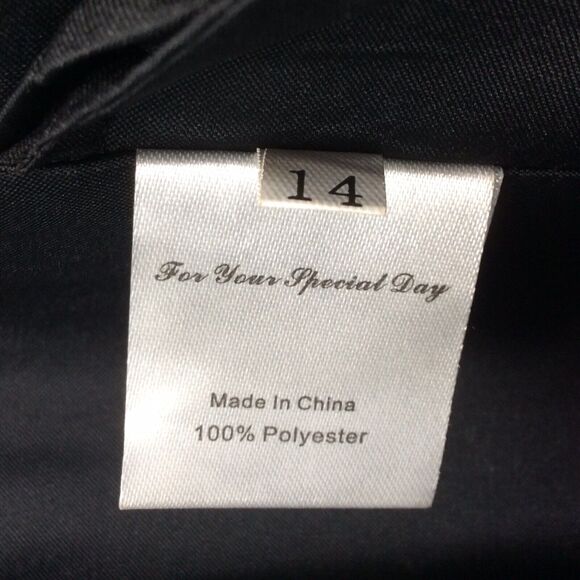 14
For Your Special Day
Made In China
100% Polyester